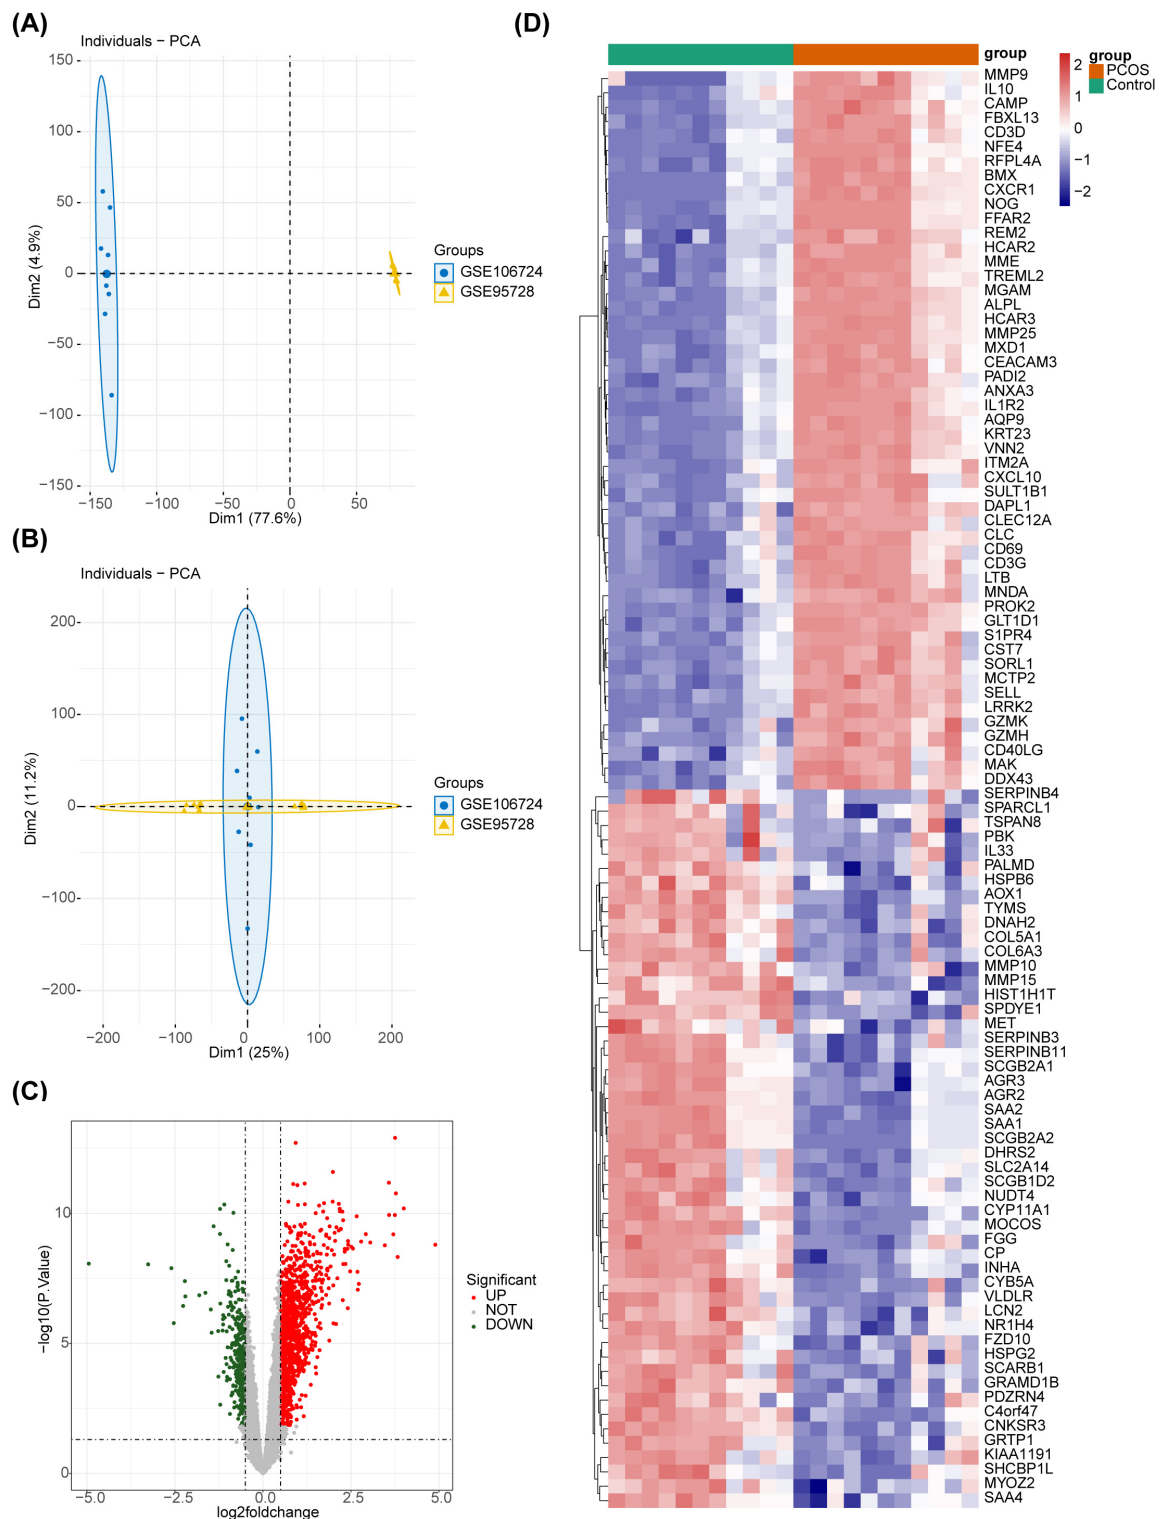 (A)
Individuals − PCA
150
100
50
0
−50
−100
−150
−150
−100
−50
0
50
Dim1 (77.6%)
Dim2 (4.9%)
Groups
GSE106724
GSE95728
(B)
Individuals − PCA
200
100
0
−100
−200
−200
−100
0
100
200
Dim1 (25%)
Dim2 (11.2%)
Groups
GSE106724
GSE95728
(C)
10
5
0
−5.0
−2.5
0.0
2.5
5.0
log2foldchange
−log10(P.Value)
Significant
UP
NOT
DOWN
(D)
group
MMP9
IL10
CAMP
FBXL13
CD3D
NFE4
RFPL4A
BMX
CXCR1
NOG
FFAR2
REM2
HCAR2
MME
TREML2
MGAM
ALPL
HCAR3
MMP25
MXD1
CEACAM3
PADI2
ANXA3
IL1R2
AQP9
KRT23
VNN2
ITM2A
CXCL10
SULT1B1
DAPL1
CLEC12A
CLC
CD69
CD3G
LTB
MNDA
PROK2
GLT1D1
S1PR4
CST7
SORL1
MCTP2
SELL
LRRK2
GZMK
GZMH
CD40LG
MAK
DDX43
SERPINB4
SPARCL1
TSPAN8
PBK
IL33
PALMD
HSPB6
AOX1
TYMS
DNAH2
COL5A1
COL6A3
MMP10
MMP15
HIST1H1T
SPDYE1
MET
SERPINB3
SERPINB11
SCGB2A1
AGR3
AGR2
SAA2
SAA1
SCGB2A2
DHRS2
SLC2A14
SCGB1D2
NUDT4
CYP11A1
MOCOS
FGG
CP
INHA
CYB5A
VLDLR
LCN2
NR1H4
FZD10
HSPG2
SCARB1
GRAMD1B
PDZRN4
C4orf47
CNKSR3
GRTP1
KIAA1191
SHCBP1L
MYOZ2
SAA4
2
1
0
−1
−2
group
PCOS
Control